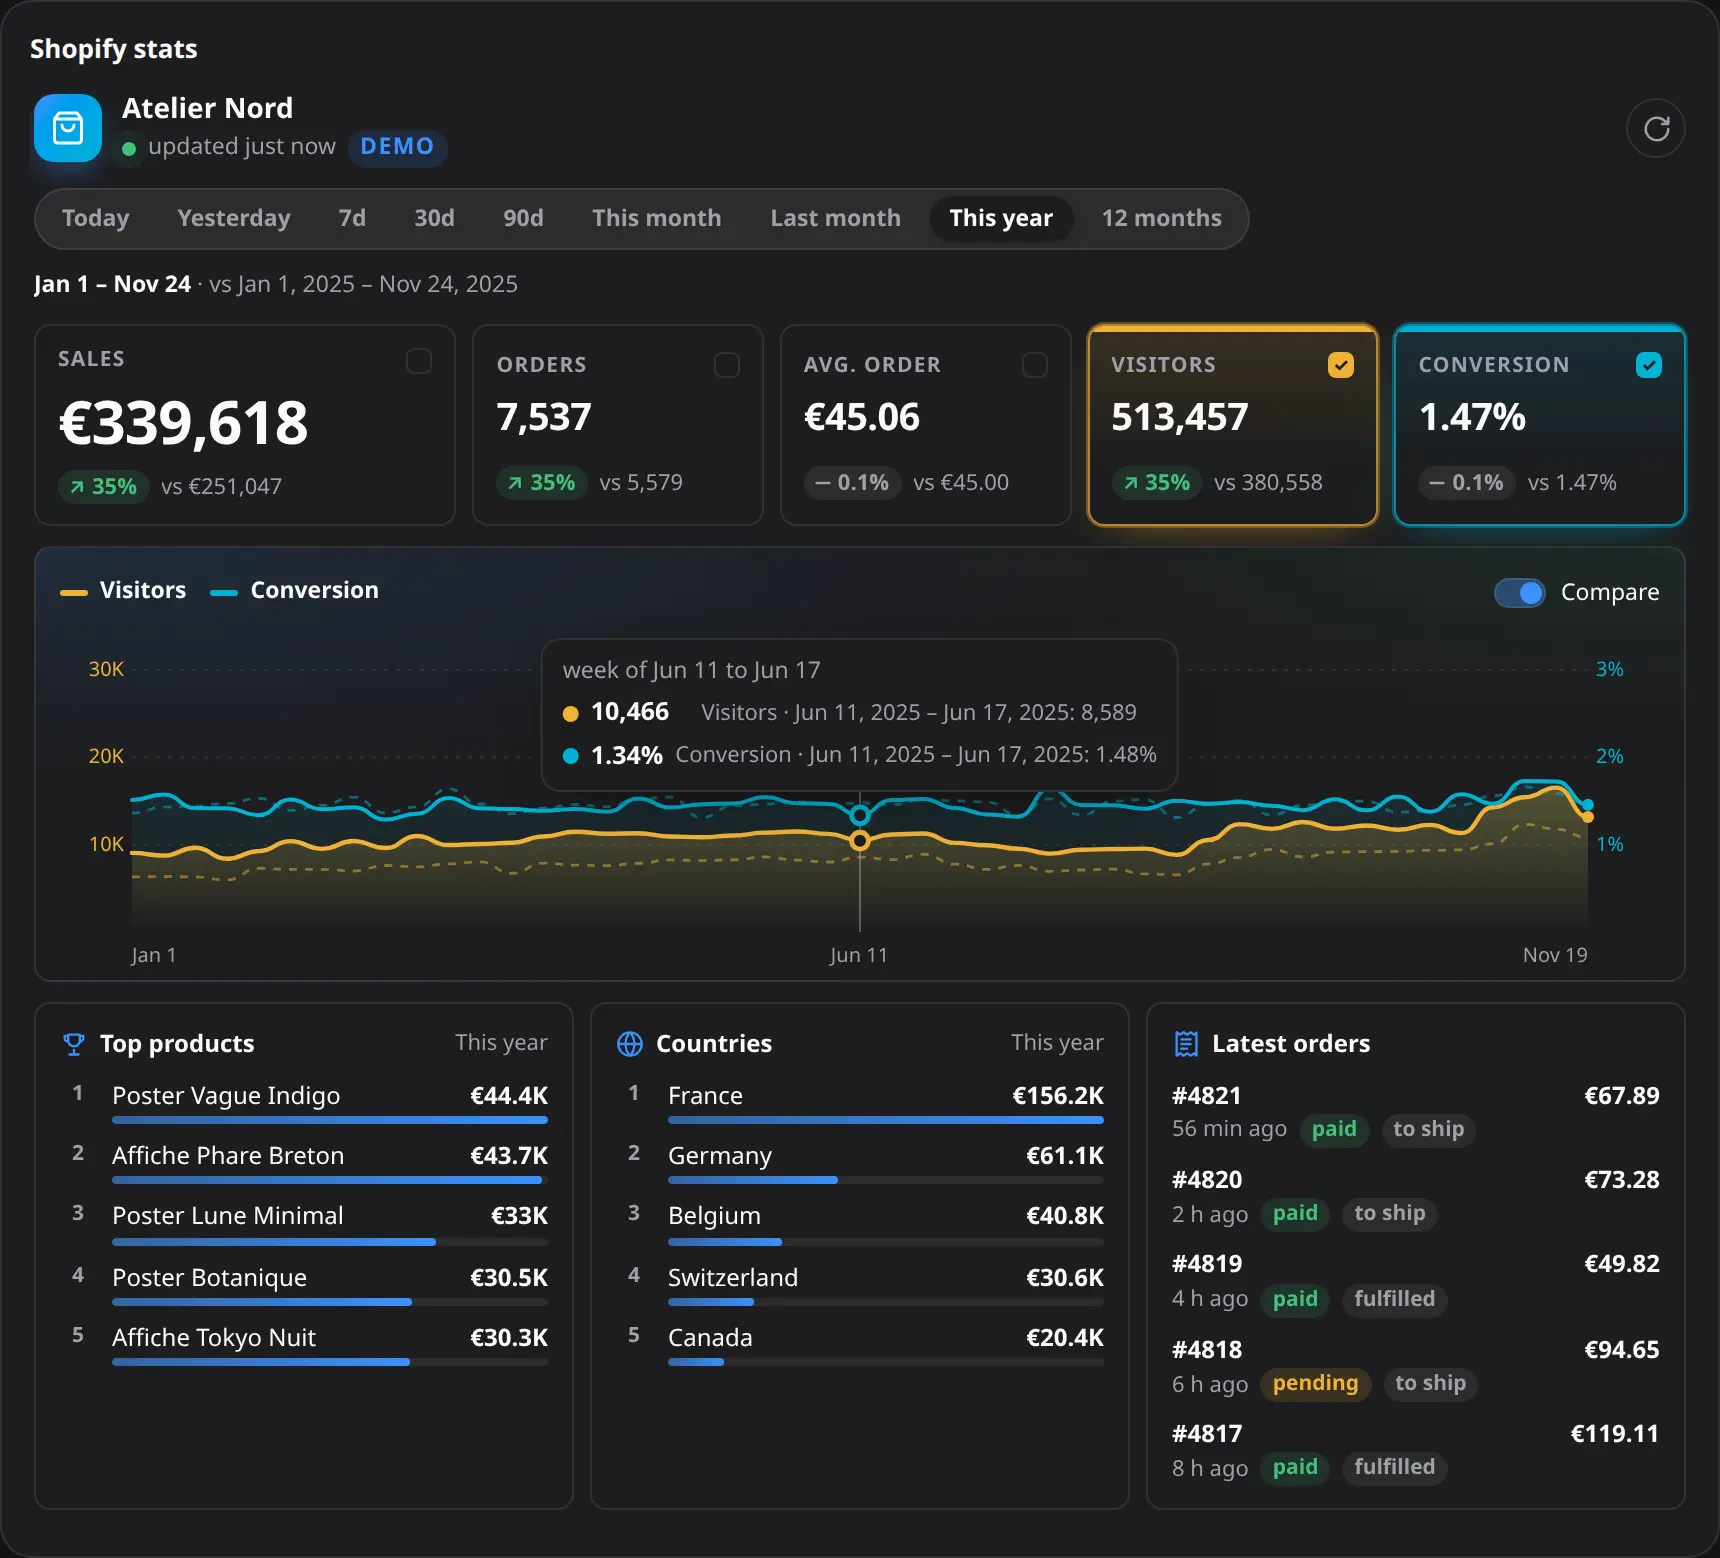 Shopify stats
Atelier Nord
updated just now DEMO
Today Yesterday 7d 30d 90d This month Last month This year 12 months
Jan 1 – Nov 24 · vs Jan 1, 2025 – Nov 24, 2025
SALES
€339,618
↗ 35% vs €251,047
ORDERS
7,537
↗ 35% vs 5,579
AVG. ORDER
€45.06
– 0.1% vs €45.00
VISITORS
513,457
↗ 35% vs 380,558
CONVERSION
1.47%
– 0.1% vs 1.47%
Visitors Conversion
Compare
week of Jun 11 to Jun 17
10,466 Visitors · Jun 11, 2025 – Jun 17, 2025: 8,589
1.34% Conversion · Jun 11, 2025 – Jun 17, 2025: 1.48%
30K 3%
20K 2%
10K 1%
Jan 1 Jun 11 Nov 19
Top products This year
1 Poster Vague Indigo €44.4K
2 Affiche Phare Breton €43.7K
3 Poster Lune Minimal €33K
4 Poster Botanique €30.5K
5 Affiche Tokyo Nuit €30.3K
Countries This year
1 France €156.2K
2 Germany €61.1K
3 Belgium €40.8K
4 Switzerland €30.6K
5 Canada €20.4K
Latest orders
#4821 €67.89
56 min ago paid to ship
#4820 €73.28
2 h ago paid to ship
#4819 €49.82
4 h ago paid fulfilled
#4818 €94.65
6 h ago pending to ship
#4817 €119.11
8 h ago paid fulfilled